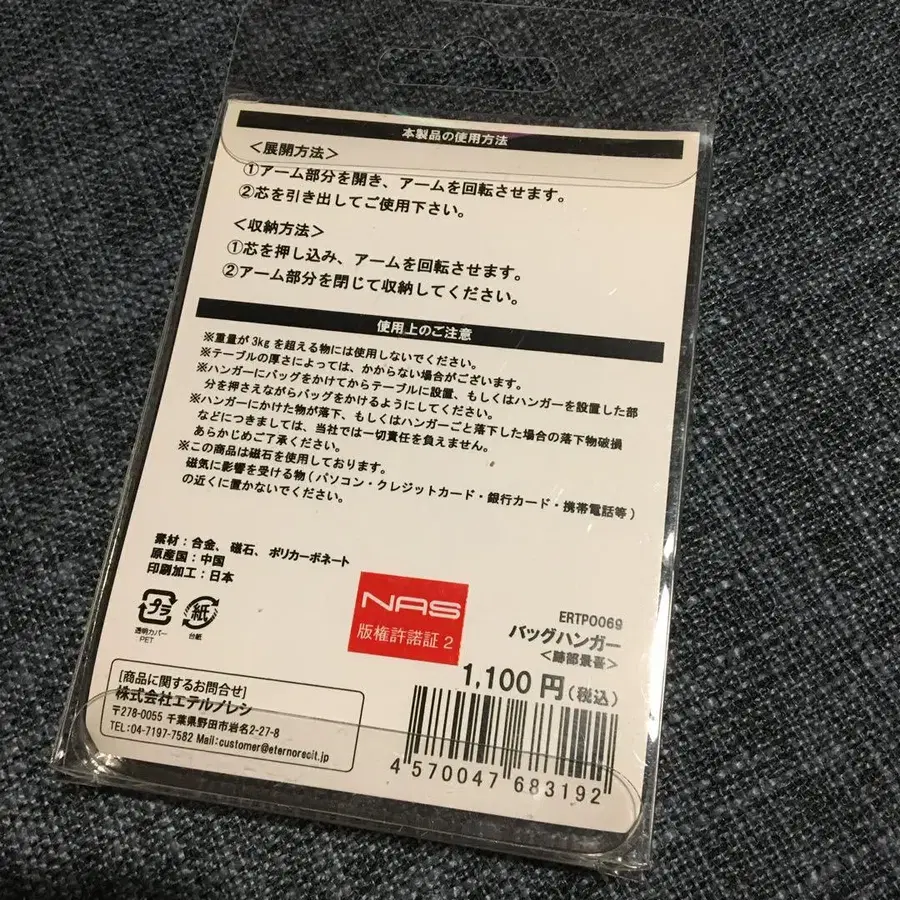 本製品の使用方法
<展開方法>
①アーム部分を開き、アームを回転させます。
②芯を引き出してご使用下さい。
<収納方法>
①芯を押し込み、アームを回転させます。
②アーム部分を閉じて収納してください。
使用上のご注意
※重量が3kgを超える物には使用しないでください。
※テーブルの厚さによっては、かからない場合がございます。
※ハンガーにバッグをかけてからテーブルに設置、もしくはハンガーを設置した部
分を押さえながらバッグをかけるようにしてください。
※ハンガーにかけた物が落下、もしくはハンガーごと落下した場合の落下物破損
などにつきましては、当社では一切責任を負えません。
あらかじめご了承ください。
※この商品は磁石を使用しております。
磁気に影響を受ける物(パソコン・クレジットカード・銀行カード・携帯電話等)
の近くに置かないでください。
素材:合金、磁石、ポリカーボネート
原産国:中国
印刷加工:日本
プラ
透明カバー
PET
紙
台紙
NAS
版権許諾証 2
ERTP0069
バッグハンガー
<跡部景吾>
1,100円(税込)
[商品に関するお問合せ]
株式会社エテルノレシ
〒278-0055 千葉県野田市岩名2-27-8
TEL:04-7197-7582 Mail:customer@eternorecit.jp
4 570047 683192